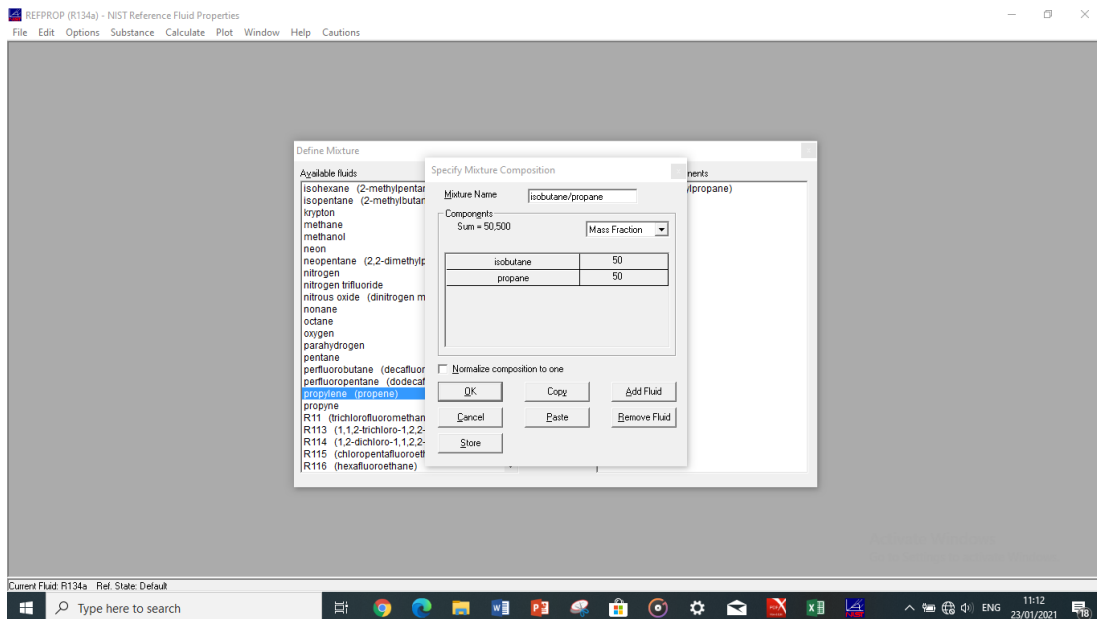 REFPROP (R134a) - NIST Reference Fluid Properties
File Edit Options Substance Calculate Plot Window Help Cautions
Define Mixture
Available fluids
isohexane (2-methylpentan
isopentane (2-methylbutan
krypton
methane
methanol
neon
neopentane (2,2-dimethylp
nitrogen
nitrogen trifluoride
nitrous oxide (dinitrogen m
nonane
octane
oxygen
parahydrogen
pentane
perfluorobutane (decafluor
perfluoropentane (dodecaf
propylene (propene)
propyne
R11 (trichlorofluoromethan
R113 (1,1,2-trichloro-1,2,2-
R114 (1,2-dichloro-1,1,2,2-
R115 (chloropentafluoroeth
R116 (hexafluoroethane)
nents
ylpropane)
Specify Mixture Composition
Mixture Name isobutane/propane
Components
Sum = 50,500 Mass Fraction
isobutane 50
propane 50
Normalize composition to one
OK Copy Add Fluid
Cancel Paste Remove Fluid
Store
Current Fluid: R134a Ref. State: Default
Type here to search
ENG
11:12
23/01/2021
18